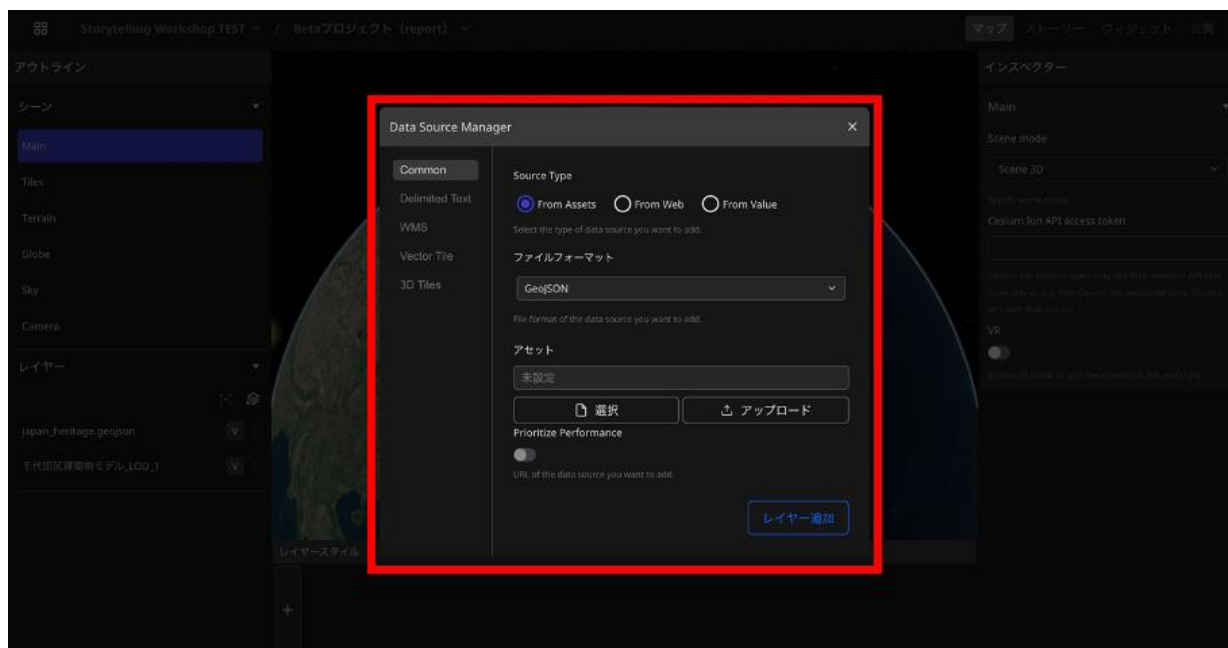 Storytelling Workshop TEST / Betaプロジェクト (report)
マップ ストーリー ウィジェット 公開
アウトライン
シーン
Main
Tiles
Terrain
Globe
Sky
Camera
レイヤー
japan_heritage.geojson V
千代田区建築物モデル_LOD_1 V
Data Source Manager
Common
Delimited Text
WMS
Vector Tile
3D Tiles
Source Type
From Assets From Web From Value
Select the type of data source you want to add.
ファイルフォーマット
GeoJSON
File format of the data source you want to add.
アセット
未設定
選択 アップロード
Prioritize Performance
URL of the data source you want to add.
レイヤー追加
レイヤースタイル
インスペクター
Main
Scene mode
Scene 3D
Specify scene mode
Cesium Ion API access token
VR